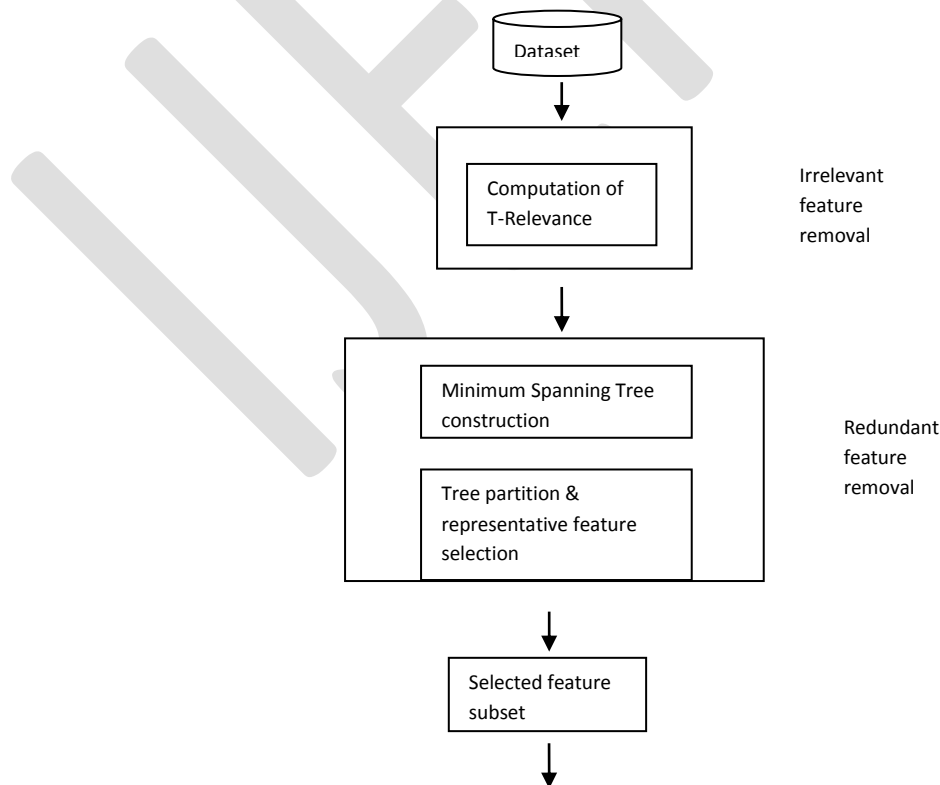 Dataset
Computation of
T-Relevance
Irrelevant
feature
removal
Minimum Spanning Tree
construction
Redundant
feature
removal
Tree partition &
representative feature
selection
Selected feature
subset